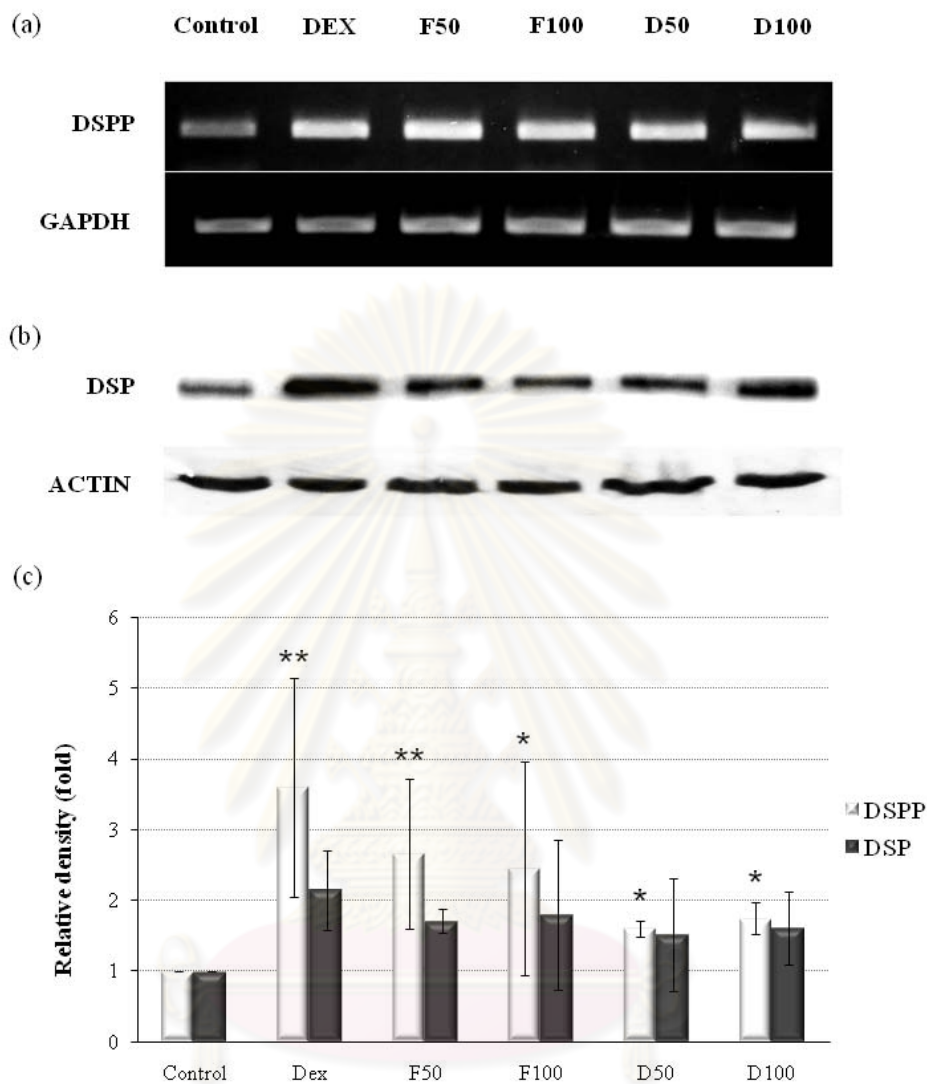 (a)
Control DEX F50 F100 D50 D100
DSPP
GAPDH
(b)
DSP
ACTIN
(c)
Relative density (fold)
6
5
4
3
2
1
0
**
**
*
*
*
DSPP
DSP
Control Dex F50 F100 D50 D100